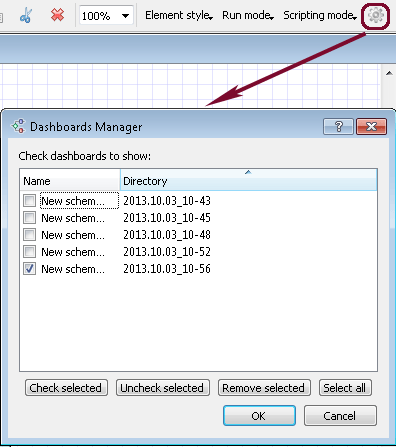 100% Element style Run mode Scripting mode
Dashboards Manager
?
Check dashboards to show:
Name Directory
New schem... 2013.10.03_10-43
New schem... 2013.10.03_10-45
New schem... 2013.10.03_10-48
New schem... 2013.10.03_10-52
New schem... 2013.10.03_10-56
Check selected Uncheck selected Remove selected Select all
OK Cancel